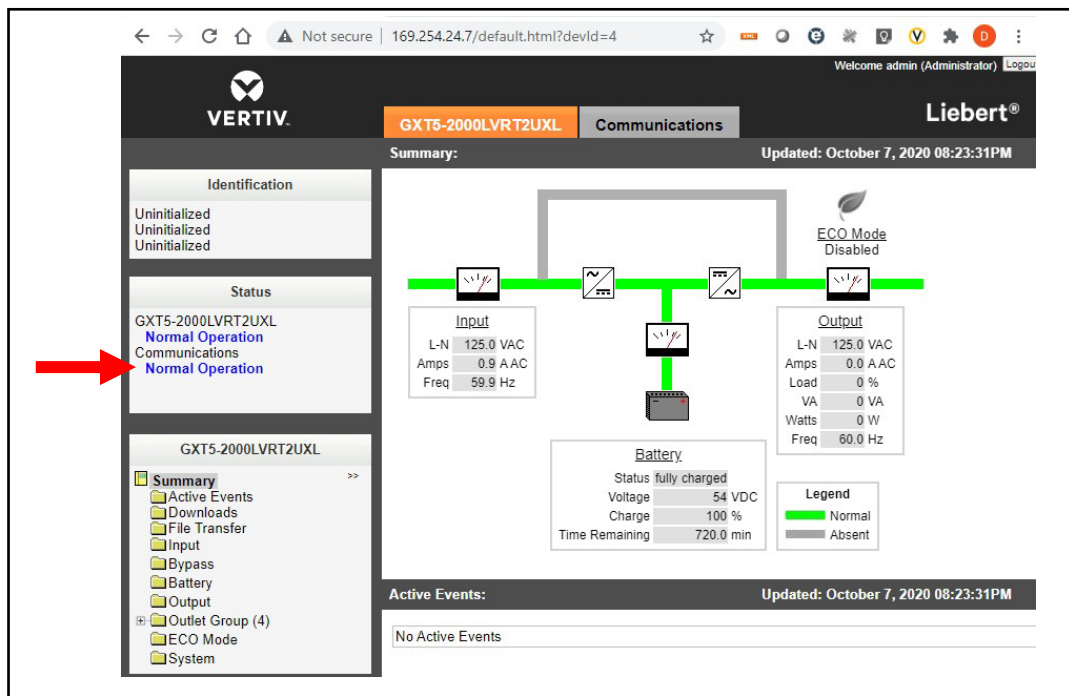 Not secure | 169.254.24.7/default.html?devId=4
Welcome admin (Administrator) Logou
VERTIV.
GXT5-2000LVRT2UXL Communications
Liebert®
Summary: Updated: October 7, 2020 08:23:31PM
Identification
Uninitialized
Uninitialized
Uninitialized
Status
GXT5-2000LVRT2UXL
Normal Operation
Communications
Normal Operation
GXT5-2000LVRT2UXL
Summary >>
Active Events
Downloads
File Transfer
Input
Bypass
Battery
Output
Outlet Group (4)
ECO Mode
System
ECO Mode
Disabled
Input
L-N 125.0 VAC
Amps 0.9 A AC
Freq 59.9 Hz
Output
L-N 125.0 VAC
Amps 0.0 A AC
Load 0 %
VA 0 VA
Watts 0 W
Freq 60.0 Hz
Battery
Status fully charged
Voltage 54 VDC
Charge 100 %
Time Remaining 720.0 min
Legend
Normal
Absent
Active Events: Updated: October 7, 2020 08:23:31PM
No Active Events